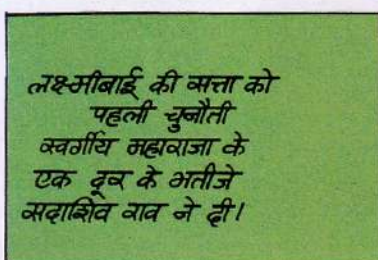 लक्ष्मीबाई की सत्ता को
पहली चुनौती
स्वर्गीय महाराजा के
एक दूर के भतीजे
सदाशिव राव ने दी।